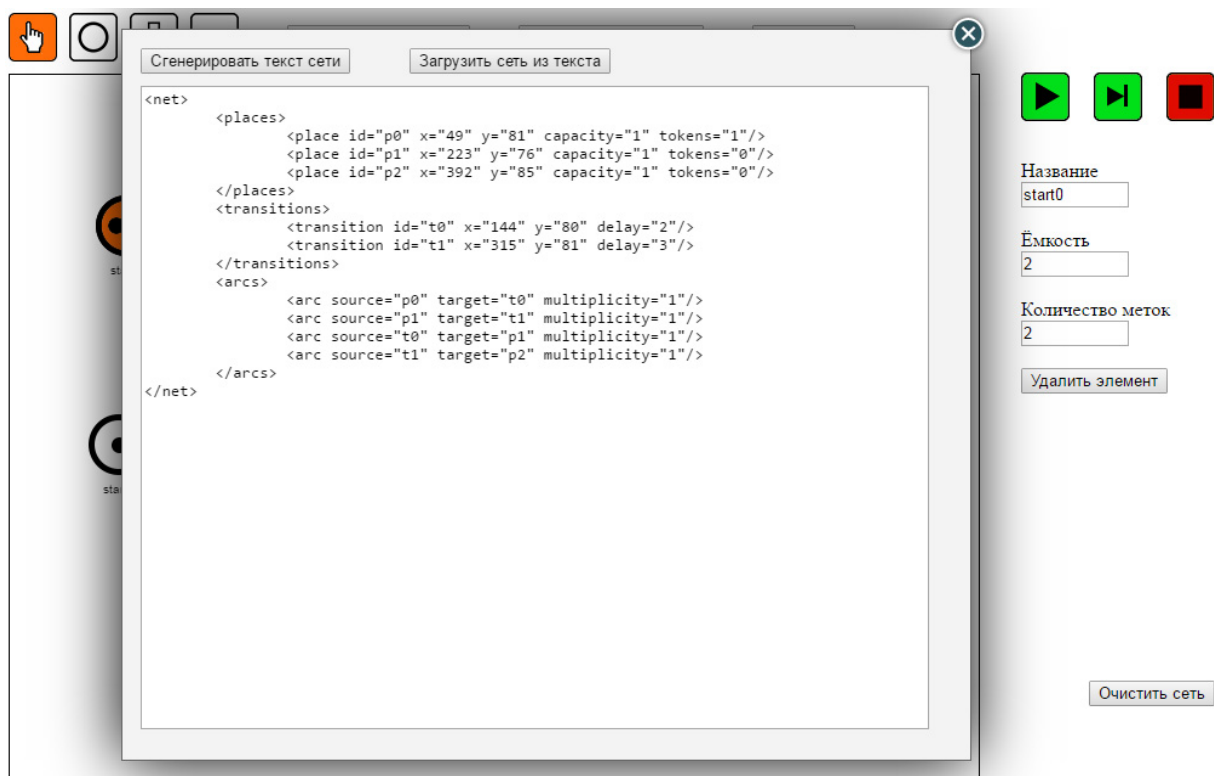 Сгенерировать текст сети
Загрузить сеть из текста
<net>
<places>
<place id="p0" x="49" y="81" capacity="1" tokens="1"/>
<place id="p1" x="223" y="76" capacity="1" tokens="0"/>
<place id="p2" x="392" y="85" capacity="1" tokens="0"/>
</places>
<transitions>
<transition id="t0" x="144" y="80" delay="2"/>
<transition id="t1" x="315" y="81" delay="3"/>
</transitions>
<arcs>
<arc source="p0" target="t0" multiplicity="1"/>
<arc source="p1" target="t1" multiplicity="1"/>
<arc source="t0" target="p1" multiplicity="1"/>
<arc source="t1" target="p2" multiplicity="1"/>
</arcs>
</net>
Название
start0
Ёмкость
2
Количество меток
2
Удалить элемент
Очистить сеть